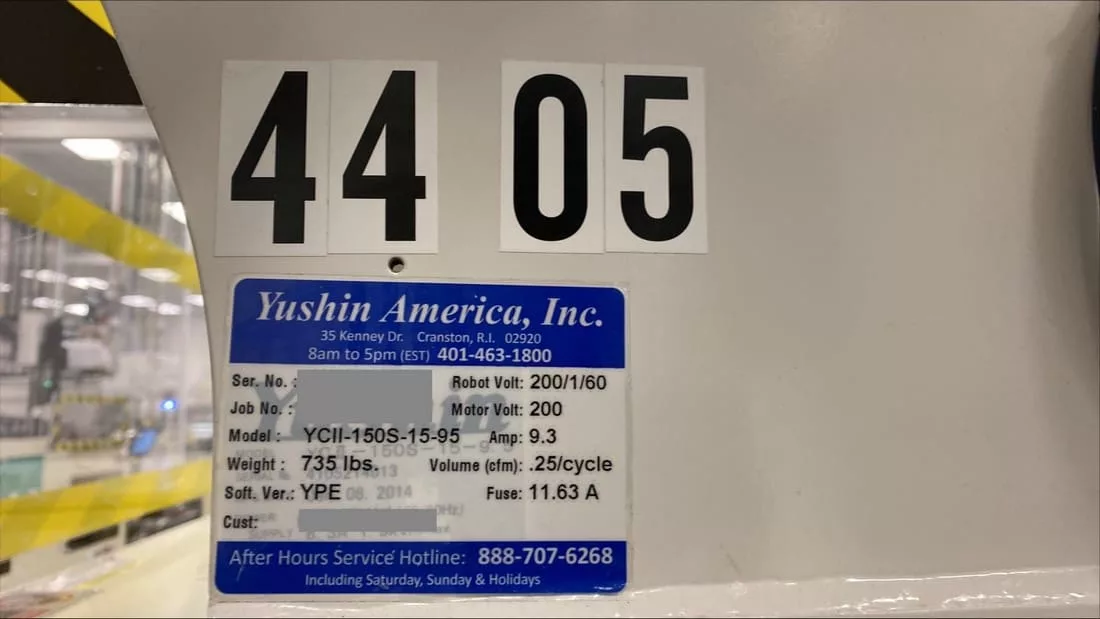 44 05
Yushin America, Inc.
35 Kenney Dr. Cranston, R.I. 02920
8am to 5pm (EST) 401-463-1800
Ser. No. : Robot Volt: 200/1/60
Job No. : Motor Volt: 200
Model : YCII-150S-15-95 Amp: 9.3
Weight : 735 lbs. Volume (cfm): .25/cycle
Soft. Ver.: YPE Fuse: 11.63 A
Cust:
After Hours Service Hotline: 888-707-6268
Including Saturday, Sunday & Holidays